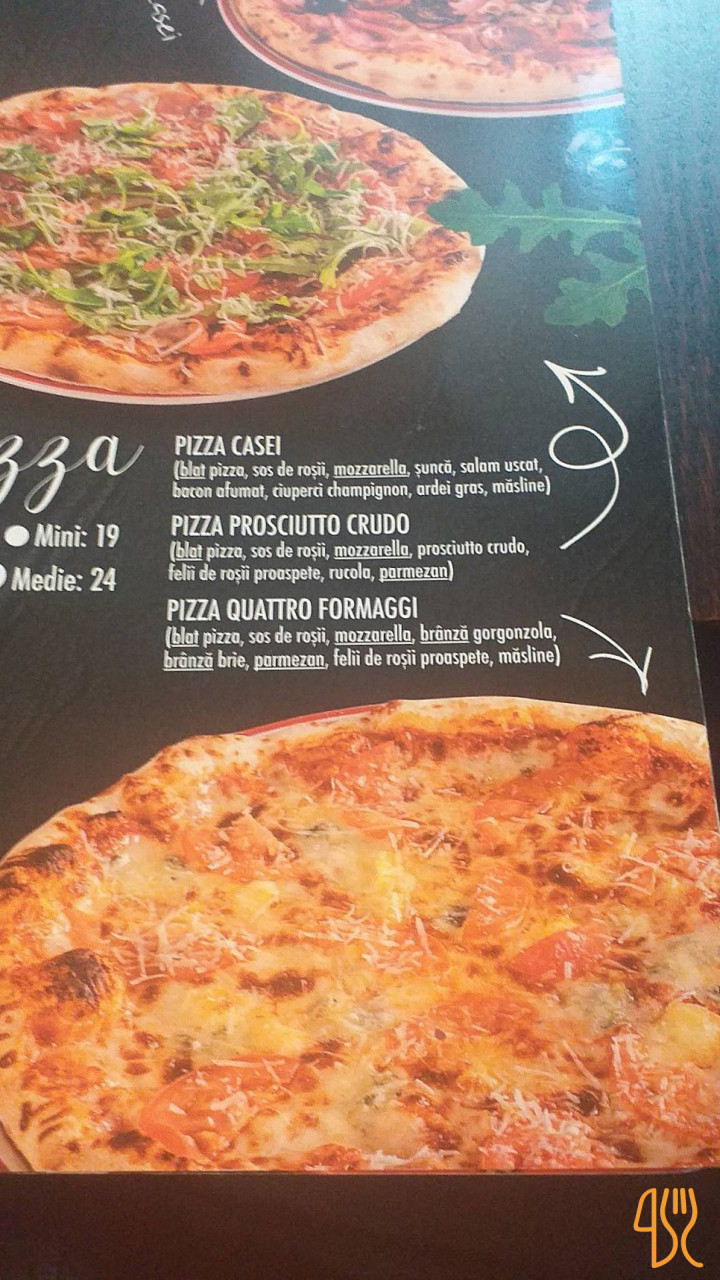 Casei
zza
Mini: 19
Medie: 24
PIZZA CASEI
(blat pizza, sos de roșii, mozzarella, șuncă, salam uscat,
bacon afumat, ciuperci champignon, ardei gras, măsline)
PIZZA PROSCIUTTO CRUDO
(blat pizza, sos de roșii, mozzarella, prosciutto crudo,
felii de roșii proaspete, rucola, parmezan)
PIZZA QUATTRO FORMAGGI
(blat pizza, sos de roșii, mozzarella, brânză gorgonzola,
brânză brie, parmezan, felii de roșii proaspete, măsline)